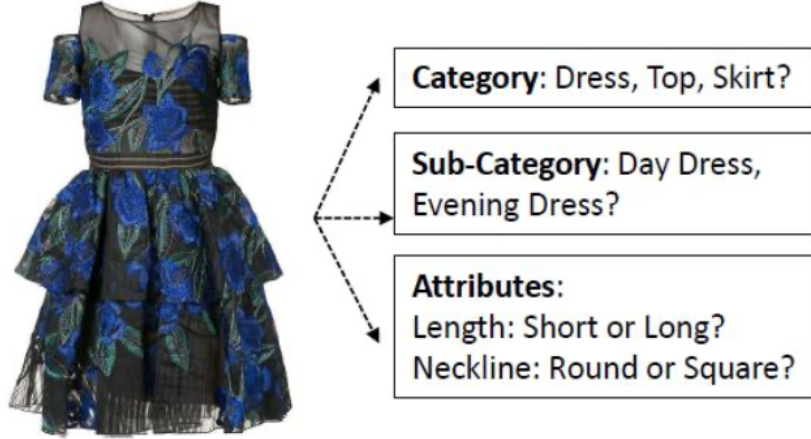 Category: Dress, Top, Skirt?
Sub-Category: Day Dress,
Evening Dress?
Attributes:
Length: Short or Long?
Neckline: Round or Square?